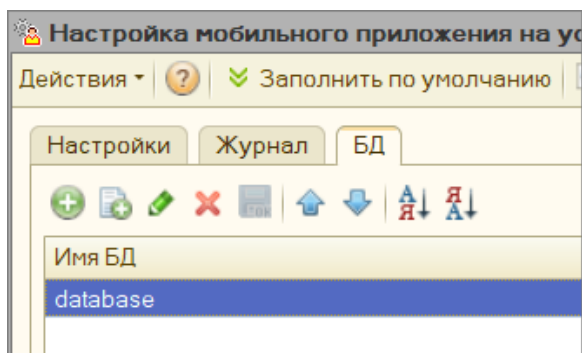 Настройка мобильного приложения на ус
Действия ? Заполнить по умолчанию
Настройки Журнал БД
А Я Я А
Имя БД
database